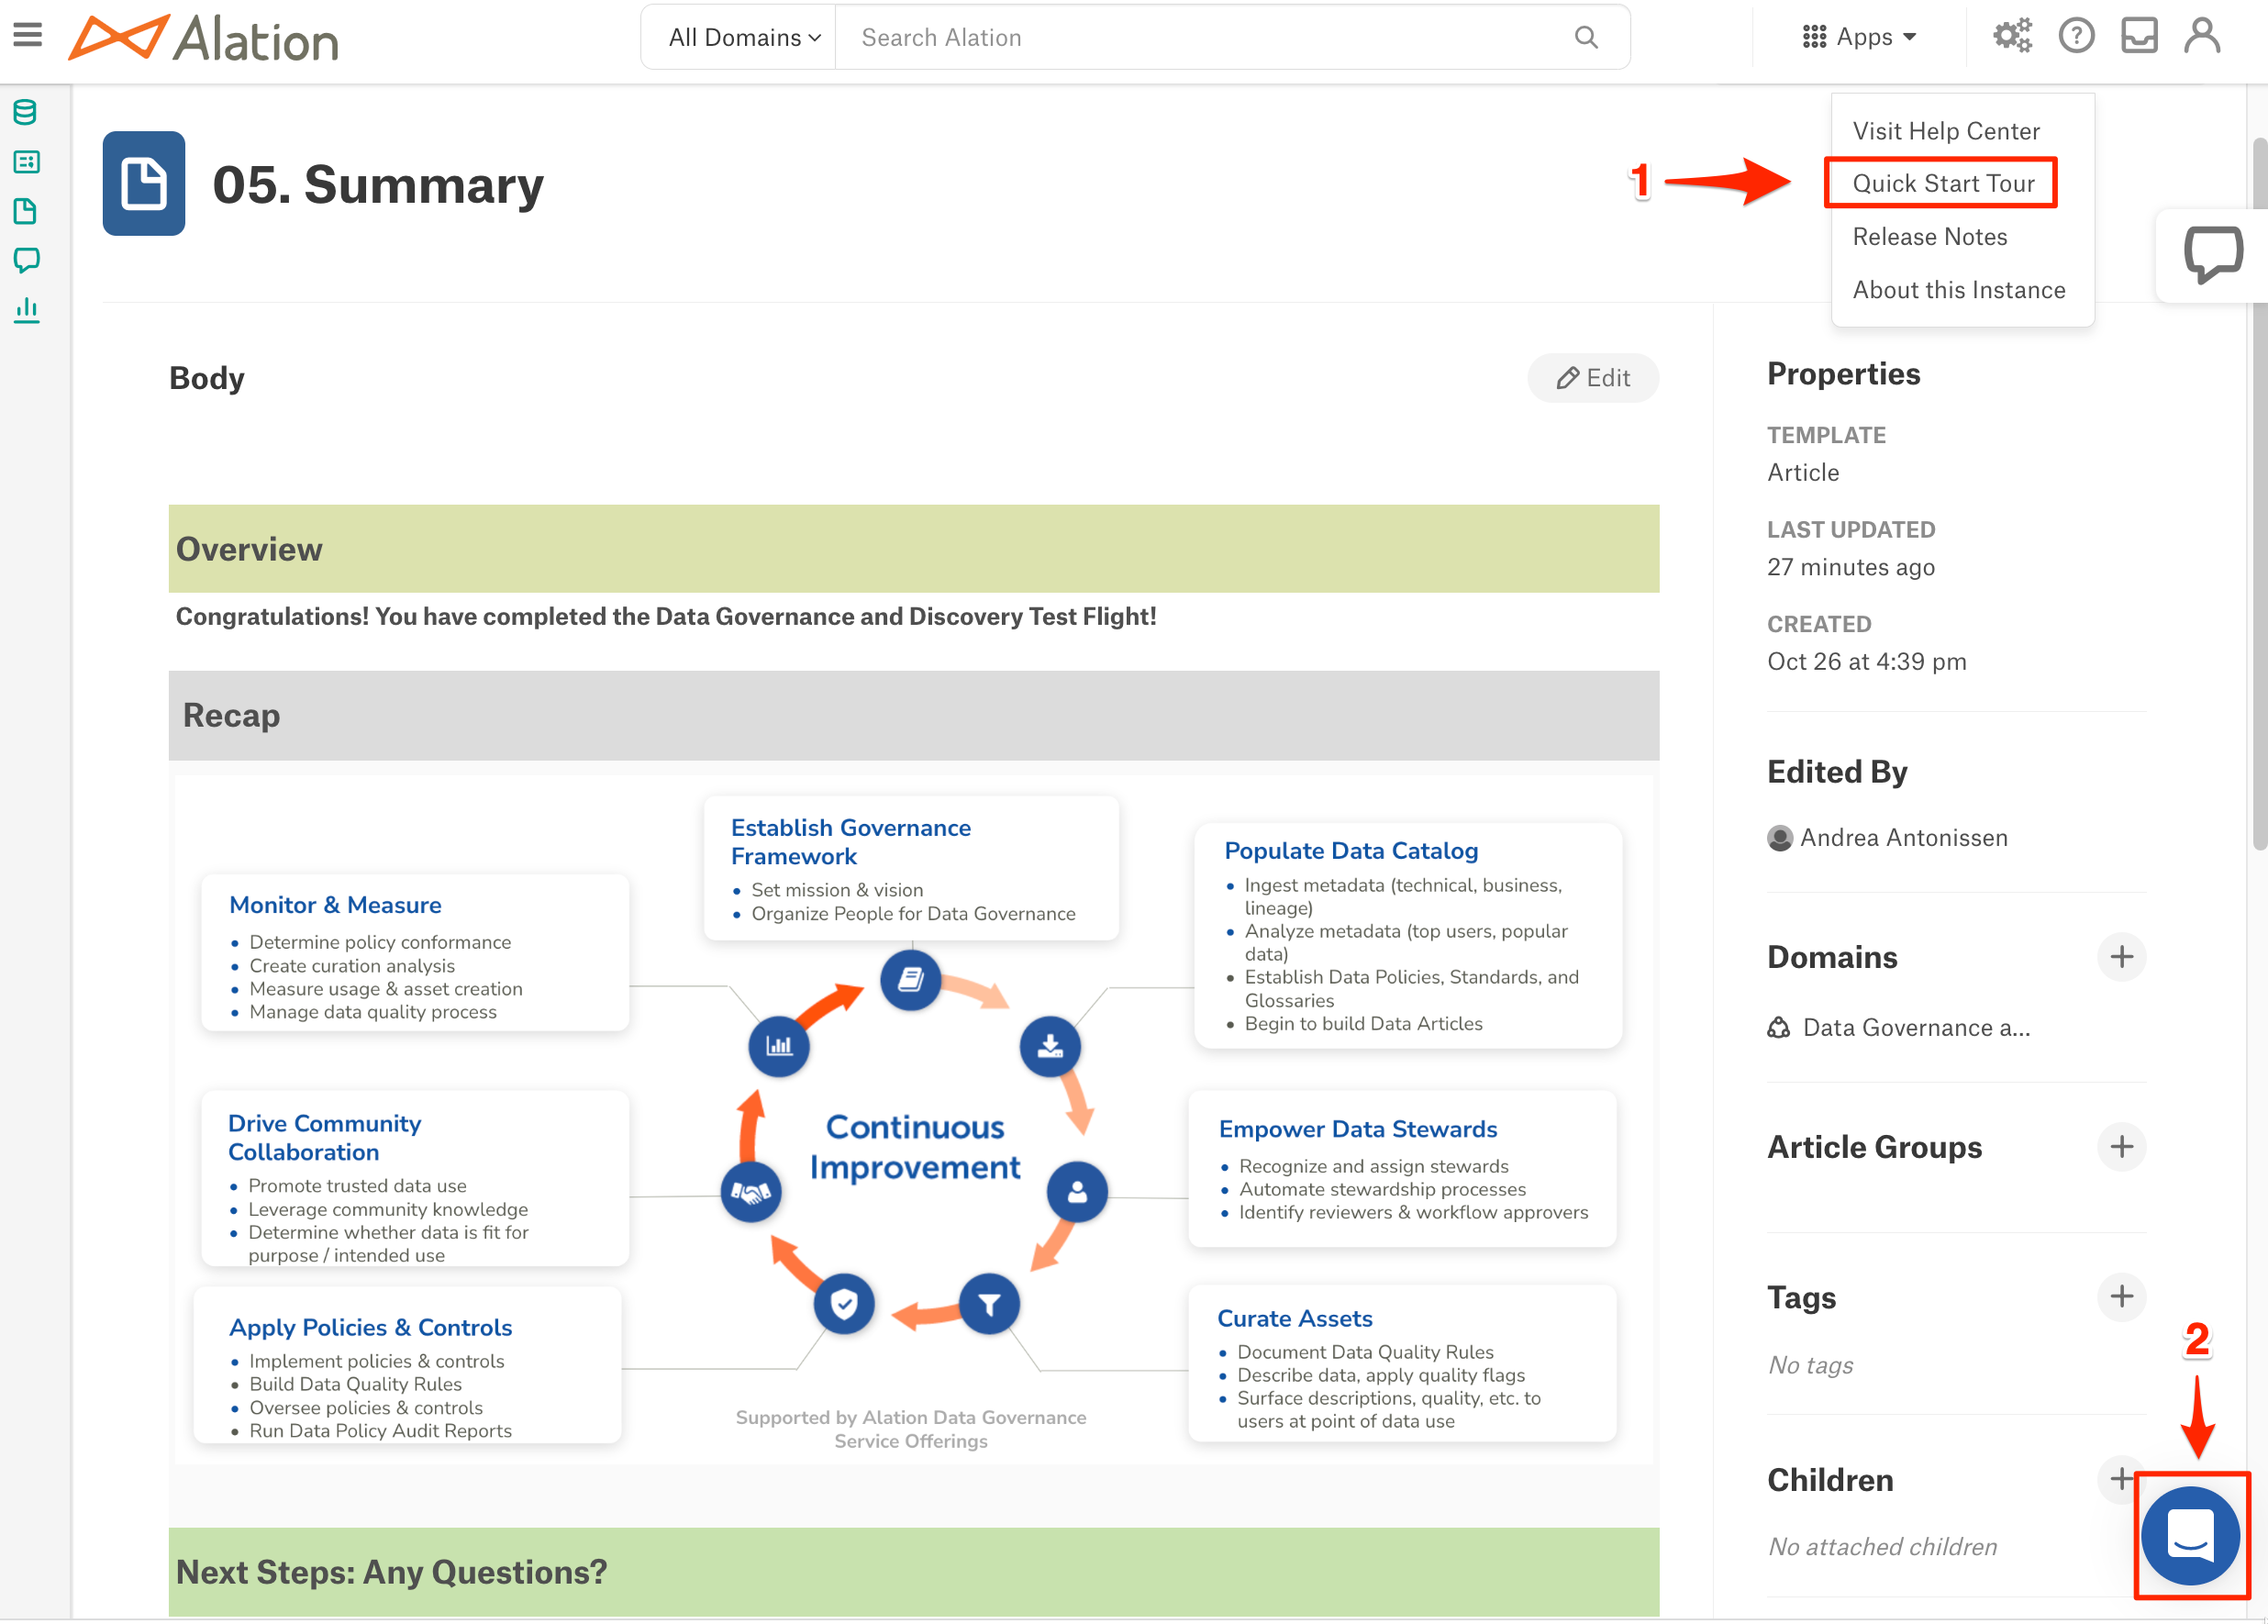 Alation
All Domains
Search Alation
Apps
Visit Help Center
Quick Start Tour
Release Notes
About this Instance
1
05. Summary
Body
Edit
Overview
Congratulations! You have completed the Data Governance and Discovery Test Flight!
Recap
Establish Governance
Framework
Set mission & vision
Organize People for Data Governance
Populate Data Catalog
Ingest metadata (technical, business,
lineage)
Analyze metadata (top users, popular
data)
Establish Data Policies, Standards, and
Glossaries
Begin to build Data Articles
Monitor & Measure
Determine policy conformance
Create curation analysis
Measure usage & asset creation
Manage data quality process
Continuous
Improvement
Drive Community
Collaboration
Promote trusted data use
Leverage community knowledge
Determine whether data is fit for
purpose / intended use
Empower Data Stewards
Recognize and assign stewards
Automate stewardship processes
Identify reviewers & workflow approvers
Apply Policies & Controls
Implement policies & controls
Build Data Quality Rules
Oversee policies & controls
Run Data Policy Audit Reports
Curate Assets
Document Data Quality Rules
Describe data, apply quality flags
Surface descriptions, quality, etc. to
users at point of data use
Supported by Alation Data Governance
Service Offerings
Next Steps: Any Questions?
Properties
TEMPLATE
Article
LAST UPDATED
27 minutes ago
CREATED
Oct 26 at 4:39 pm
Edited By
Andrea Antonissen
Domains
Data Governance a...
Article Groups
Tags
No tags
2
Children
No attached children